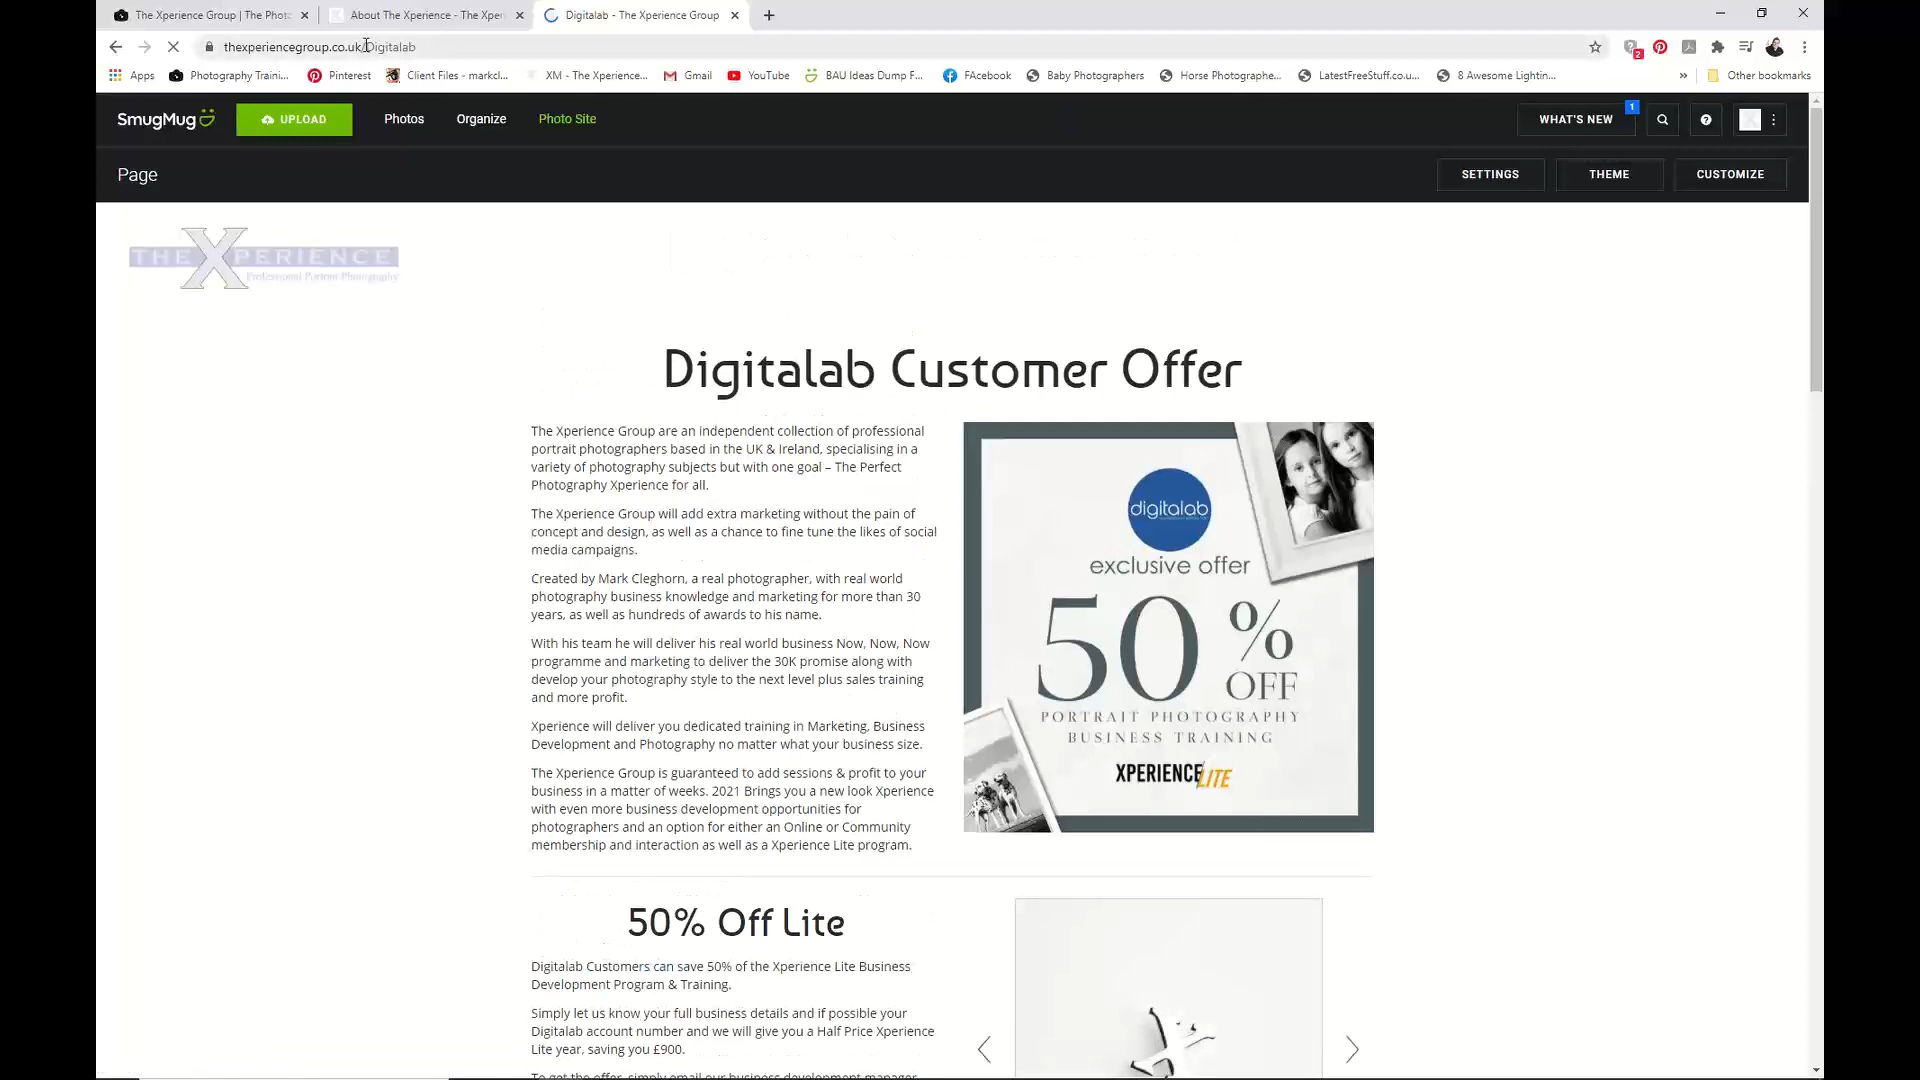 The Xperience Group | The Photo
About The Xperience - The Xper
Digitalab - The Xperience Group
thexperiencegroup.co.uk/Digitalab
Apps
Photography Traini...
Pinterest
Client Files - markcl...
XM - The Xperience...
Gmail
YouTube
BAU Ideas Dump F...
FAcebook
Baby Photographers
Horse Photographe...
LatestFreeStuff.co.u...
8 Awesome Lightin...
»
Other bookmarks
SmugMug
UPLOAD
Photos
Organize
Photo Site
WHAT'S NEW
1
2
Page
SETTINGS
THEME
CUSTOMIZE
THE XPERIENCE
Professional Portrait Photography
Digitalab Customer Offer
The Xperience Group are an independent collection of professional
portrait photographers based in the UK & Ireland, specialising in a
variety of photography subjects but with one goal – The Perfect
Photography Xperience for all.
The Xperience Group will add extra marketing without the pain of
concept and design, as well as a chance to fine tune the likes of social
media campaigns.
Created by Mark Cleghorn, a real photographer, with real world
photography business knowledge and marketing for more than 30
years, as well as hundreds of awards to his name.
With his team he will deliver his real world business Now, Now, Now
programme and marketing to deliver the 30K promise along with
develop your photography style to the next level plus sales training
and more profit.
Xperience will deliver you dedicated training in Marketing, Business
Development and Photography no matter what your business size.
The Xperience Group is guaranteed to add sessions & profit to your
business in a matter of weeks. 2021 Brings you a new look Xperience
with even more business development opportunities for
photographers and an option for either an Online or Community
membership and interaction as well as a Xperience Lite program.
digitalab
exclusive offer
50 %
OFF
PORTRAIT PHOTOGRAPHY
BUSINESS TRAINING
XPERIENCE LITE
50% Off Lite
Digitalab Customers can save 50% of the Xperience Lite Business
Development Program & Training.
Simply let us know your full business details and if possible your
Digitalab account number and we will give you a Half Price Xperience
Lite year, saving you £900.
To get the offer, simply email our business development manager